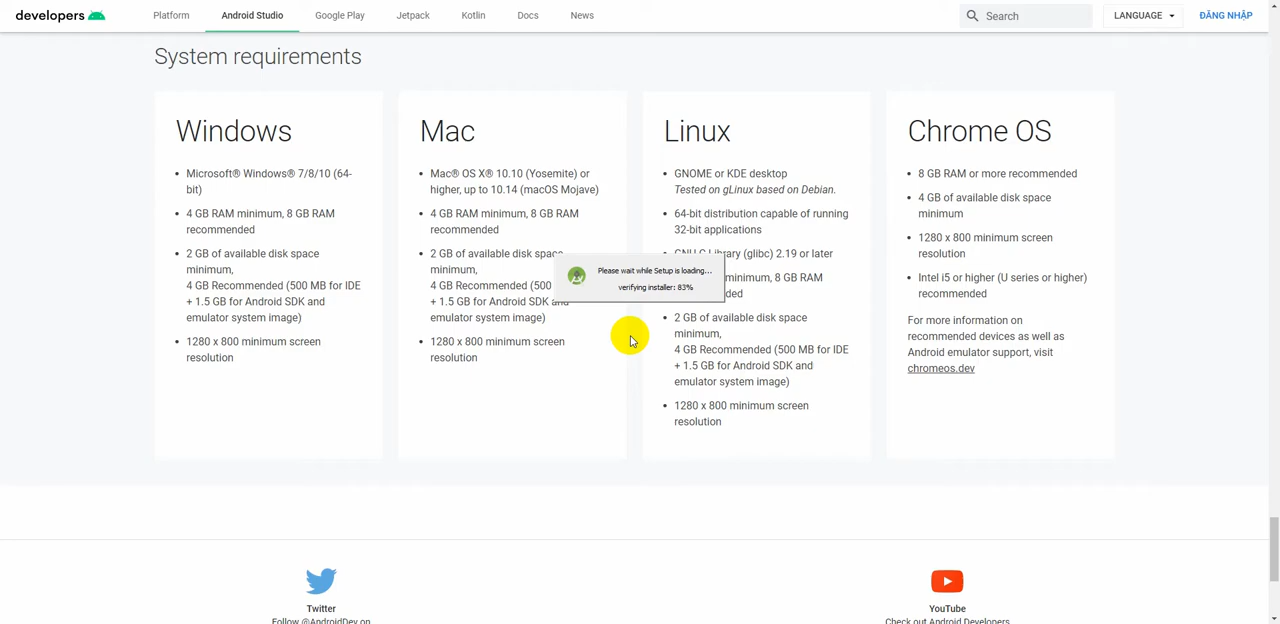 developers
Platform
Android Studio
Google Play
Jetpack
Kotlin
Docs
News
Search
LANGUAGE
ĐĂNG NHẬP
System requirements
Windows
• Microsoft® Windows® 7/8/10 (64-
bit)
• 4 GB RAM minimum, 8 GB RAM
recommended
• 2 GB of available disk space
minimum,
4 GB Recommended (500 MB for IDE
+ 1.5 GB for Android SDK and
emulator system image)
• 1280 x 800 minimum screen
resolution
Mac
• Mac® OS X® 10.10 (Yosemite) or
higher, up to 10.14 (macOS Mojave)
• 4 GB RAM minimum, 8 GB RAM
recommended
• 2 GB of available disk space
minimum,
4 GB Recommended (500
+ 1.5 GB for Android SDK and
emulator system image)
• 1280 x 800 minimum screen
resolution
Please wait while Setup is loading...
verifying installer: 83%
Linux
• GNOME or KDE desktop
Tested on gLinux based on Debian.
• 64-bit distribution capable of running
32-bit applications
GNU C Library (glibc) 2.19 or later
minimum, 8 GB RAM
• 2 GB of available disk space
minimum,
4 GB Recommended (500 MB for IDE
+ 1.5 GB for Android SDK and
emulator system image)
• 1280 x 800 minimum screen
resolution
Chrome OS
• 8 GB RAM or more recommended
• 4 GB of available disk space
minimum
• 1280 x 800 minimum screen
resolution
• Intel i5 or higher (U series or higher)
recommended
For more information on
recommended devices as well as
Android emulator support, visit
chromeos.dev
Twitter
Follow @AndroidDev on
YouTube
Check out Android Developers